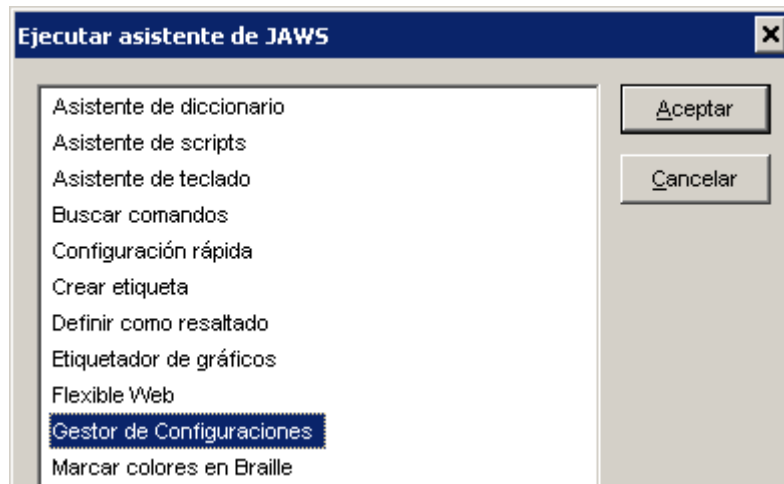 Ejecutar asistente de JAWS
Asistente de diccionario
Asistente de scripts
Asistente de teclado
Buscar comandos
Configuración rápida
Crear etiqueta
Definir como resaltado
Etiquetador de gráficos
Flexible Web
Gestor de Configuraciones
Marcar colores en Braille
Aceptar
Cancelar